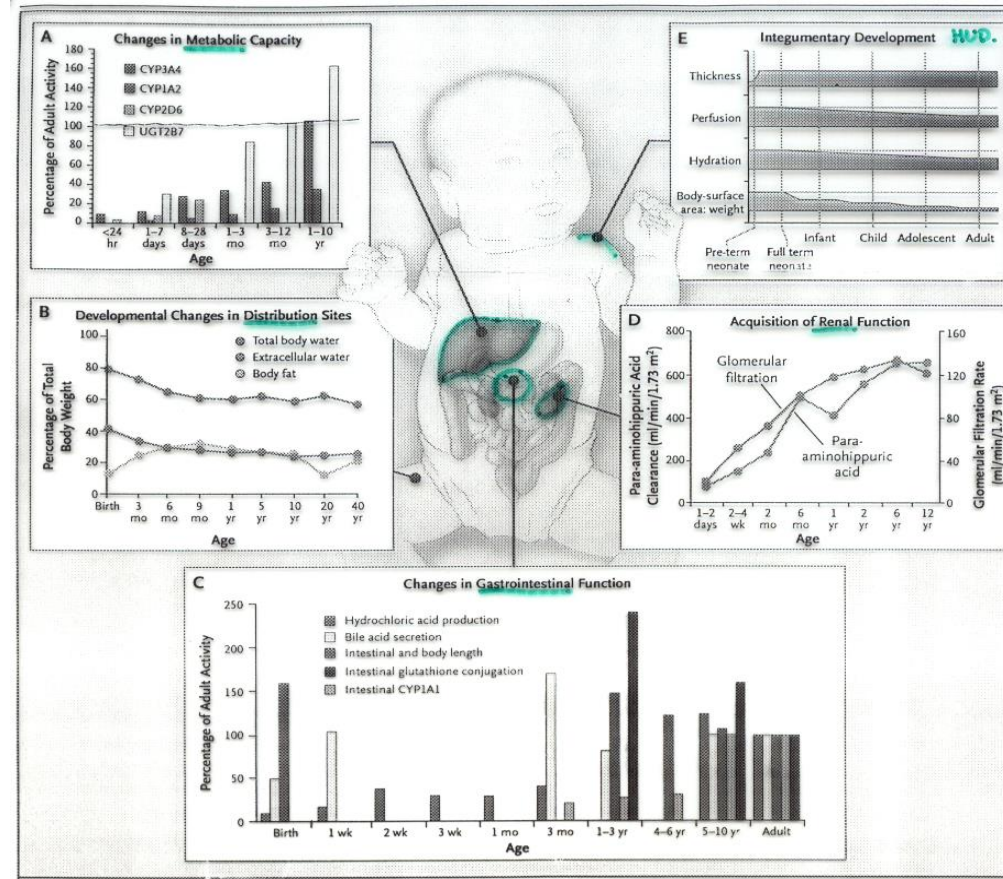 A
Changes in Metabolic Capacity
Percentage of Adult Activity
180
160
140
120
100
80
60
40
20
0
CYP3A4
CYP1A2
CYP2D6
UGT2B7
<24 hr
1–7 days
8–28 days
1–3 mo
3–12 mo
1–10 yr
Age
E
Integumentary Development
HUD.
Thickness
Perfusion
Hydration
Body-surface
area: weight
Pre-term
neonate
Full term
neonate
Infant
Child
Adolescent
Adult
B
Developmental Changes in Distribution Sites
Percentage of Total
Body Weight
100
80
60
40
20
0
Total body water
Extracellular water
Body fat
Birth
3 mo
6 mo
9 mo
1 yr
5 yr
10 yr
20 yr
40 yr
Age
D
Acquisition of Renal Function
Para-aminohippuric Acid
Clearance (ml/min/1.73 m²)
800
600
400
200
0
Glomerular
filtration
Para-
aminohippuric
acid
160
120
80
40
0
Glomerular Filtration Rate
(ml/min/1.73 m²)
1–2 days
2–4 wk
2 mo
6 mo
1 yr
2 yr
6 yr
12 yr
Age
C
Changes in Gastrointestinal Function
Percentage of Adult Activity
250
200
150
100
50
0
Hydrochloric acid production
Bile acid secretion
Intestinal and body length
Intestinal glutathione conjugation
Intestinal CYP1A1
Birth
1 wk
2 wk
3 wk
1 mo
3 mo
1–3 yr
4–6 yr
5–10 yr
Adult
Age